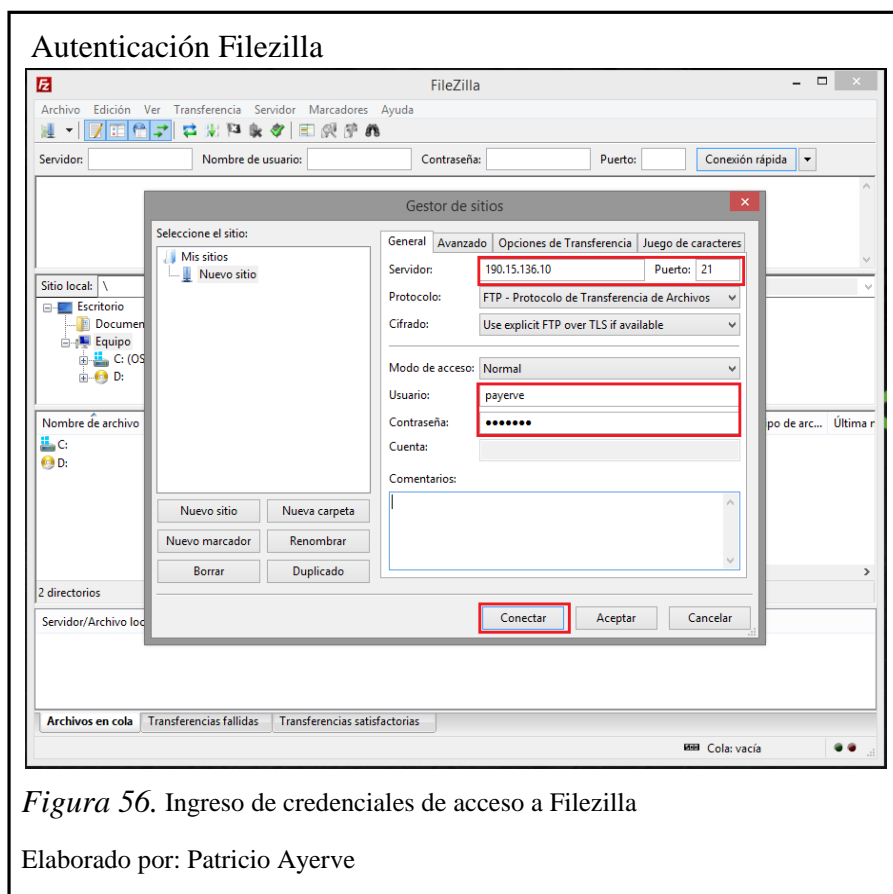 Autenticación Filezilla
FileZilla
Archivo Edición Ver Transferencia Servidor Marcadores Ayuda
Servidor: Nombre de usuario: Contraseña: Puerto: Conexión rápida
Gestor de sitios
Seleccione el sitio:
Mis sitios
Nuevo sitio
General Avanzado Opciones de Transferencia Juego de caracteres
Servidor: 190.15.136.10 Puerto: 21
Protocolo: FTP - Protocolo de Transferencia de Archivos
Cifrado: Use explicit FTP over TLS if available
Modo de acceso: Normal
Usuario: payerve
Contraseña: •••••••
Cuenta:
Comentarios:
Nuevo sitio Nueva carpeta
Nuevo marcador Renombrar
Borrar Duplicado
Conectar Aceptar Cancelar
Sitio local: \
Escritorio
Documen
Equipo
C: (OS
D:
Nombre de archivo
po de arc... Última r
C:
D:
2 directorios
Servidor/Archivo loc
Archivos en cola Transferencias fallidas Transferencias satisfactorias
Cola: vacía
Figura 56. Ingreso de credenciales de acceso a Filezilla
Elaborado por: Patricio Ayerve